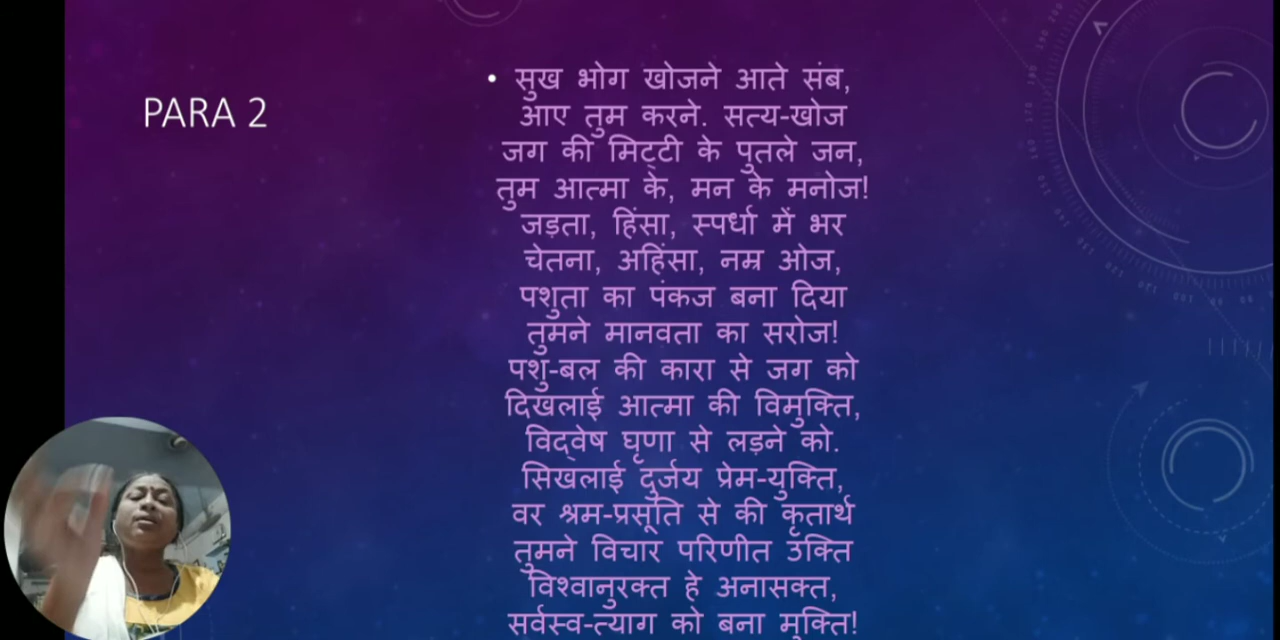 PARA 2
• सुख भोग खोजने आते संब,
आए तुम करने. सत्य-खोज
जग की मिट्टी के पुतले जन,
तुम आत्मा के, मन के मनोज!
जड़ता, हिंसा, स्पर्धा में भर
चेतना, अहिंसा, नम्र ओज,
पशुता का पंकज बना दिया
तुमने मानवता का सरोज!
पशु-बल की कारा से जग को
दिखलाई आत्मा की विमुक्ति,
विद्वेष घृणा से लड़ने को.
सिखलाई दुर्जय प्रेम-युक्ति,
वर श्रम-प्रसूति से की कृतार्थ
तुमने विचार परिणीत उक्ति
विश्वानुरक्त हे अनासक्त,
सर्वस्व-त्याग को बना मुक्ति!